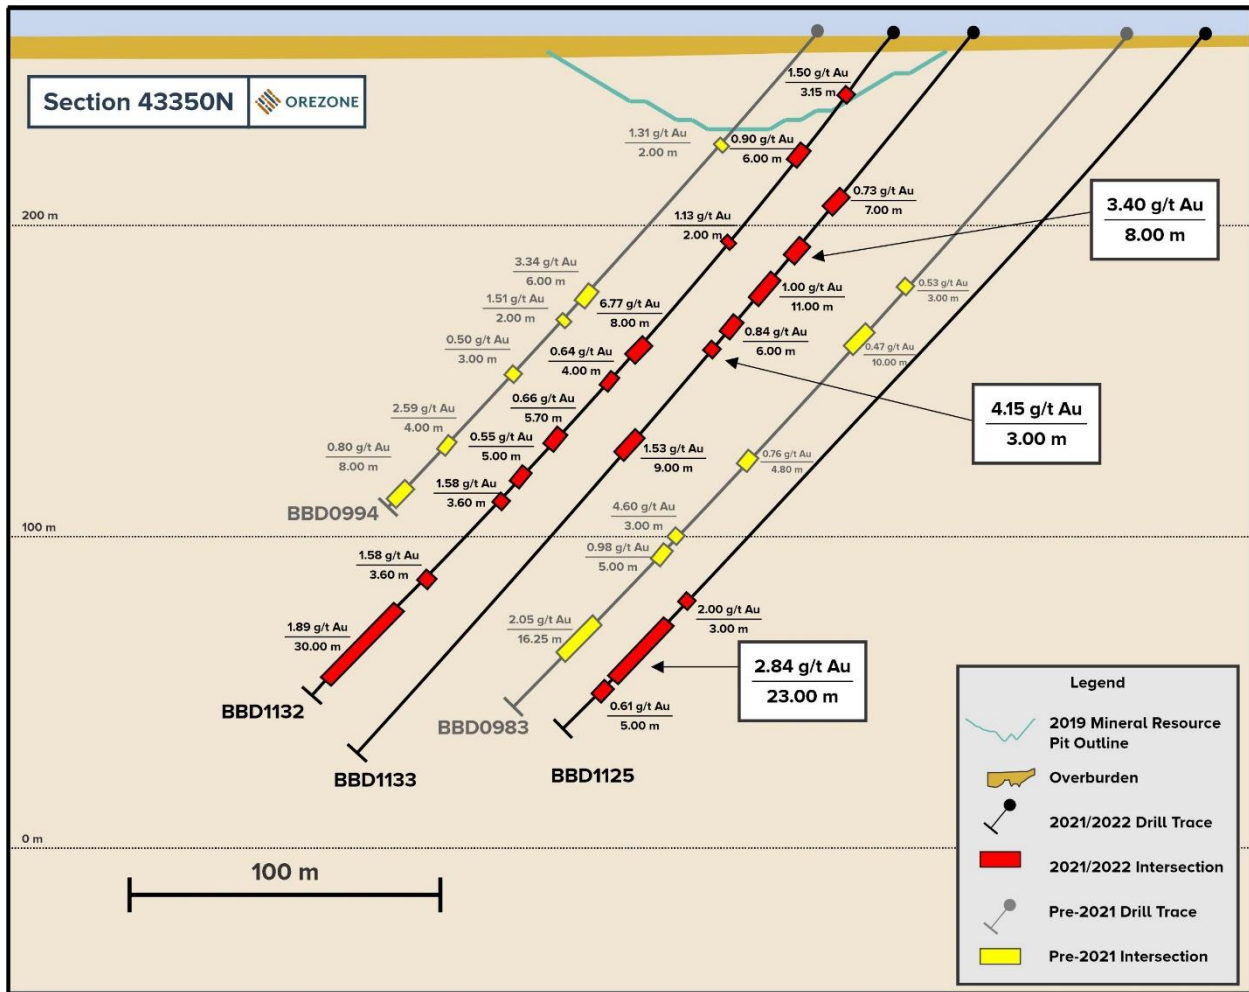 Section 43350N
OREZONE
1.50 g/t Au
3.15 m
1.31 g/t Au
2.00 m
0.90 g/t Au
6.00 m
0.73 g/t Au
7.00 m
3.40 g/t Au
8.00 m
200 m
1.13 g/t Au
2.00 m
3.34 g/t Au
6.00 m
1.51 g/t Au
2.00 m
6.77 g/t Au
8.00 m
1.00 g/t Au
11.00 m
0.53 g/t Au
3.00 m
0.50 g/t Au
3.00 m
0.64 g/t Au
4.00 m
0.84 g/t Au
6.00 m
0.47 g/t Au
10.00 m
4.15 g/t Au
3.00 m
2.59 g/t Au
4.00 m
0.66 g/t Au
5.70 m
0.80 g/t Au
8.00 m
0.55 g/t Au
5.00 m
1.53 g/t Au
9.00 m
0.76 g/t Au
4.80 m
1.58 g/t Au
3.60 m
BBD0994
4.60 g/t Au
3.00 m
100 m
0.98 g/t Au
5.00 m
1.58 g/t Au
3.60 m
2.00 g/t Au
3.00 m
1.89 g/t Au
30.00 m
2.05 g/t Au
16.25 m
2.84 g/t Au
23.00 m
0.61 g/t Au
5.00 m
BBD1132
BBD0983
BBD1133
BBD1125
0 m
100 m
Legend
2019 Mineral Resource
Pit Outline
Overburden
2021/2022 Drill Trace
2021/2022 Intersection
Pre-2021 Drill Trace
Pre-2021 Intersection